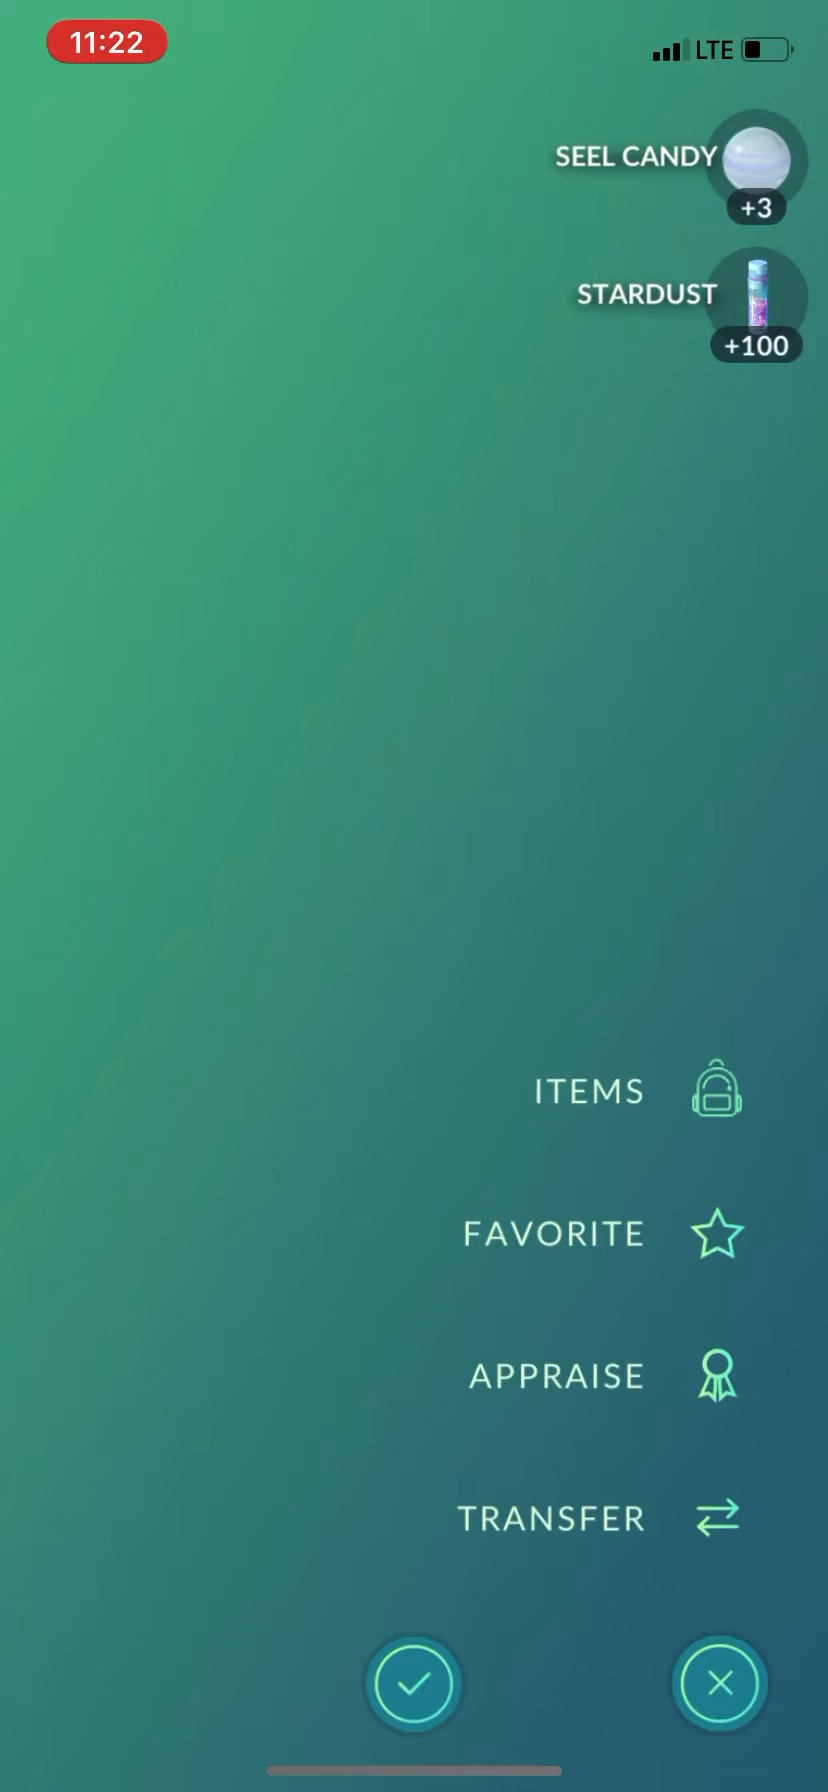 11:22
LTE
SEEL CANDY
+3
STARDUST
+100
ITEMS
FAVORITE
APPRAISE
TRANSFER